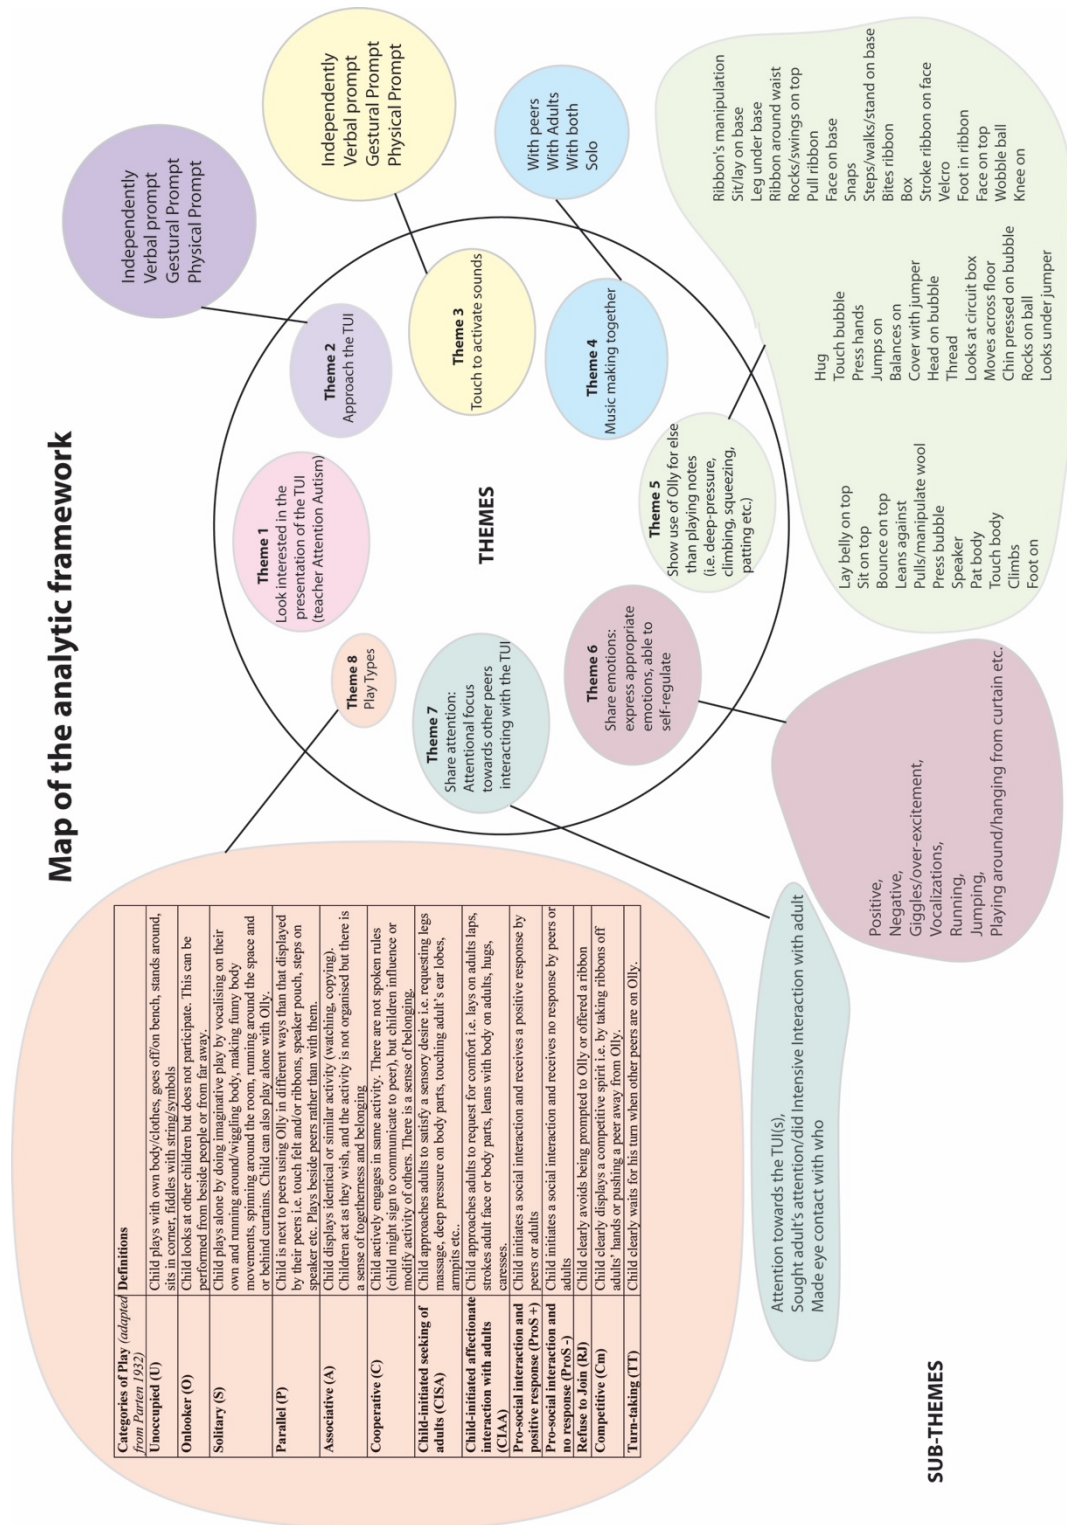 Map of the analytic framework
Categories of Play (adapted from Parten 1932)
Definitions
Unoccupied (U)
Child plays with own body/clothes, goes off/on bench, stands around,
sits in corner, fiddles with string/symbols
Onlooker (O)
Child looks at other children but does not participate. This can be
performed from beside people or from far away.
Solitary (S)
Child plays alone by doing imaginative play by vocalising on their
own and running around/wiggling body, making funny body
movements, spinning around the room, running around the space and
or behind curtains. Child can also play alone with Olly.
Parallel (P)
Child is next to peers using Olly in different ways than that displayed
by their peers i.e. touch felt and/or ribbons, speaker pouch, steps on
speaker etc. Plays beside peers rather than with them.
Associative (A)
Child displays identical or similar activity (watching, copying).
Children act as they wish, and the activity is not organised but there is
a sense of togetherness and belonging
Cooperative (C)
Child actively engages in same activity. There are not spoken rules
(child might sign to communicate to peer), but children influence or
modify activity of others. There is a sense of belonging.
Child-initiated seeking of
adults (CISA)
Child approaches adults to satisfy a sensory desire i.e. requesting legs
massage, deep pressure on body parts, touching adult's ear lobes,
armpits etc..
Child-initiated affectionate
interaction with adults
(CIAA)
Child approaches adults to request for comfort i.e. lays on adults laps,
strokes adult face or body parts, leans with body on adults, hugs,
caresses.
Pro-social interaction and
positive response (ProS +)
Child initiates a social interaction and receives a positive response by
peers or adults
Pro-social interaction and
no response (ProS -)
Child initiates a social interaction and receives no response by peers or
adults
Refuse to Join (RJ)
Child clearly avoids being prompted to Olly or offered a ribbon
Competitive (Cm)
Child clearly displays a competitive spirit i.e. by taking ribbons off
adults' hands or pushing a peer away from Olly.
Turn-taking (TT)
Child clearly waits for his turn when other peers are on Olly.
THEMES
Theme 1
Look interested in the
presentation of the TUI
(teacher Attention Autism)
Theme 2
Approach the TUI
Independently
Verbal prompt
Gestural Prompt
Physical Prompt
Theme 3
Touch to activate sounds
Independently
Verbal prompt
Gestural Prompt
Physical Prompt
Theme 4
Music making together
With peers
With Adults
With both
Solo
Theme 5
Show use of Olly for else
than playing notes
(i.e. deep-pressure,
climbing, squeezing,
patting etc.)
Theme 6
Share emotions:
express appropriate
emotions, able to
self-regulate
Theme 7
Share attention:
Attentional focus
towards other peers
interacting with the TUI
Theme 8
Play Types
SUB-THEMES
Attention towards the TUI(s),
Sought adult's attention/did Intensive Interaction with adult
Made eye contact with who
Positive,
Negative,
Giggles/over-excitement,
Vocalizations,
Running,
Jumping,
Playing around/hanging from curtain etc.
Lay belly on top
Sit on top
Bounce on top
Leans against
Pulls/manipulate wool
Press bubble
Speaker
Pat body
Touch body
Climbs
Foot on
Hug
Touch bubble
Press hands
Jumps on
Balances on
Cover with jumper
Head on bubble
Thread
Looks at circuit box
Moves across floor
Chin pressed on bubble
Rocks on ball
Looks under jumper
Ribbon's manipulation
Sit/lay on base
Leg under base
Ribbon around waist
Rocks/swings on top
Pull ribbon
Face on base
Snaps
Steps/walks/stand on base
Bites ribbon
Box
Stroke ribbon on face
Velcro
Foot in ribbon
Face on top
Wobble ball
Knee on